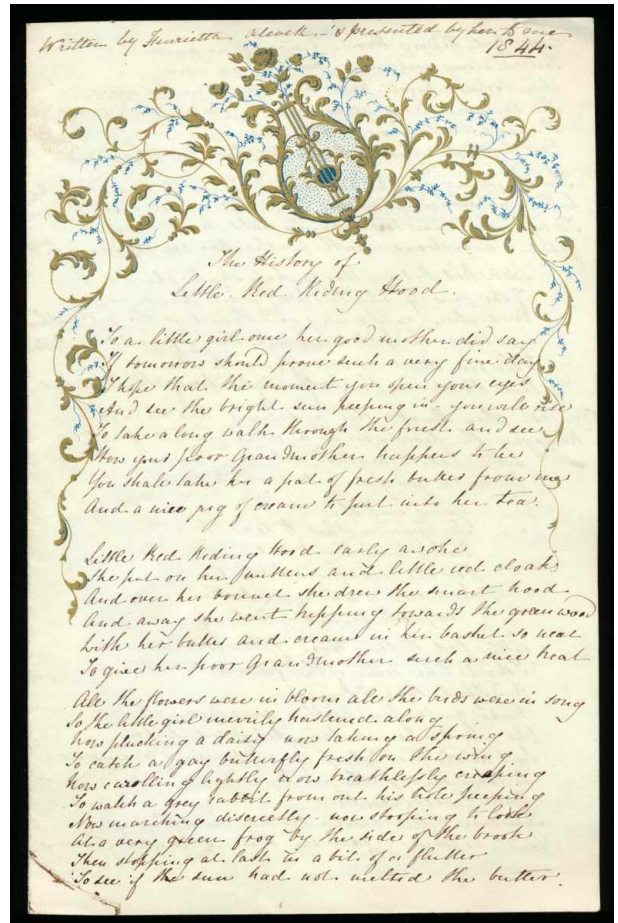 Written by Henrietta Alcock - & presented by her to me
1844.
The History of
Little Red Riding Hood.
To a little girl once her good mother did say
If tomorrow should prove such a very fine day
I hope that the moment you open your eyes
And see the bright sun peeping in - you will rise
To take a long walk through the forest and see
How your poor Grandmother happens to be
You shall take her a pat of fresh butter from me
And a nice pig of cream to put into her tea.
Little Red Riding Hood early awoke
She put on her mittens and little red cloak
And over her bonnet she drew the smart hood
And away she went tripping towards the green wood
With her butter and cream in her basket so neat
To give her poor Grandmother such a nice treat
All the flowers were in bloom all the birds were in song
So the little girl merrily hastened along
Now plucking a daisy now taking a spring
To catch a gay butterfly fresh on the wing
Now carolling lightly now breathlessly creeping
To watch a grey rabbit from out his hole peeping
Now marching discreetly - now stooping to look
At a very green frog by the side of the brook
Then stopping at last in a bit of a flutter
To see if the sun had not melted the butter.